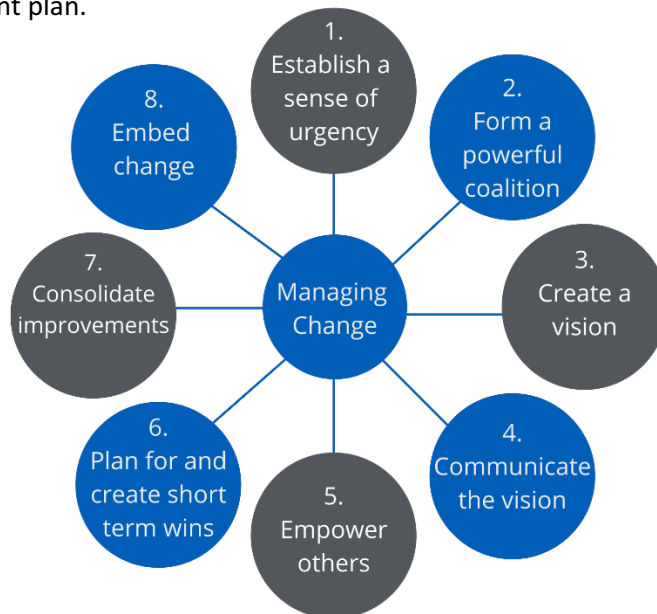 nt plan.
1.
Establish a
sense of
urgency
2.
Form a
powerful
coalition
3.
Create a
vision
4.
Communicate
the vision
5.
Empower
others
6.
Plan for and
create short
term wins
7.
Consolidate
improvements
8.
Embed
change
Managing
Change